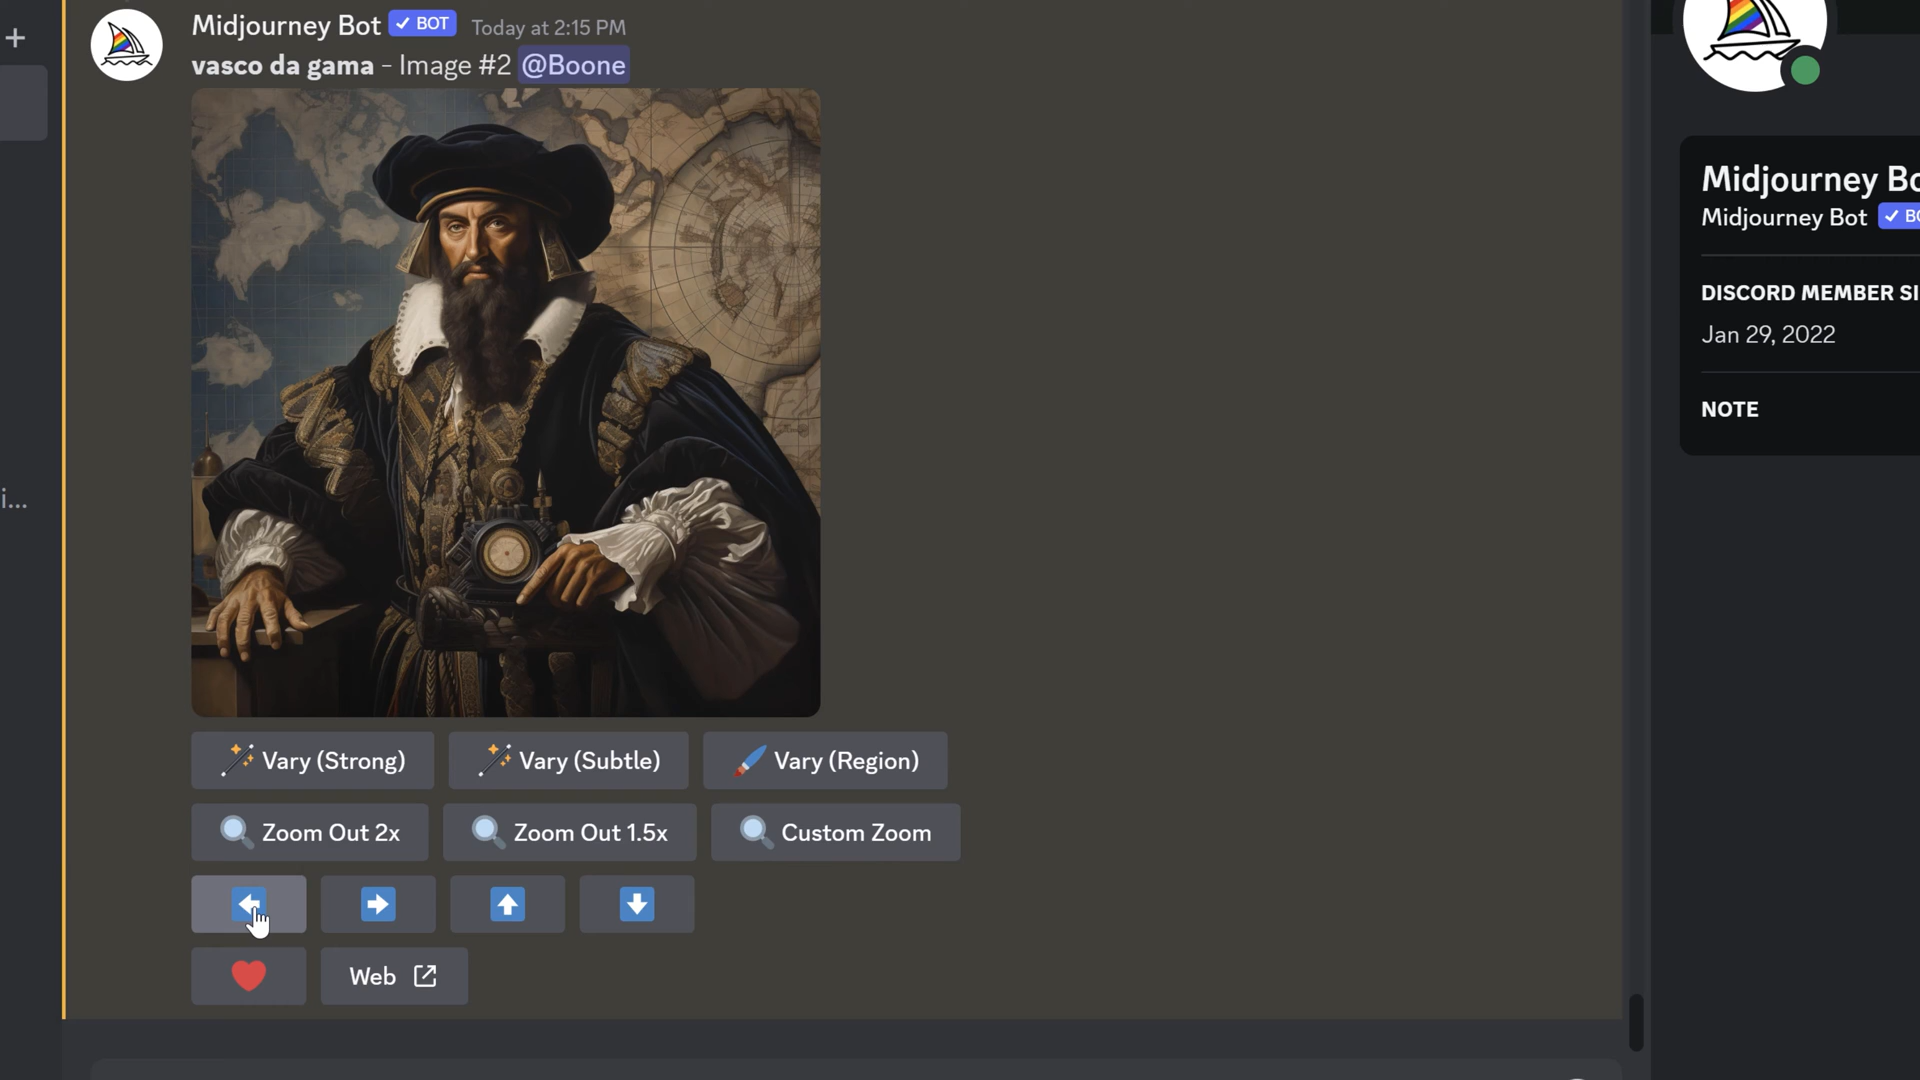 Midjourney Bot BOT Today at 2:15 PM
vasco da gama - Image #2 @Boone
Vary (Strong) Vary (Subtle) Vary (Region)
Zoom Out 2x Zoom Out 1.5x Custom Zoom
Web
i...
Midjourney Bo
Midjourney Bot BO
DISCORD MEMBER SI
Jan 29, 2022
NOTE